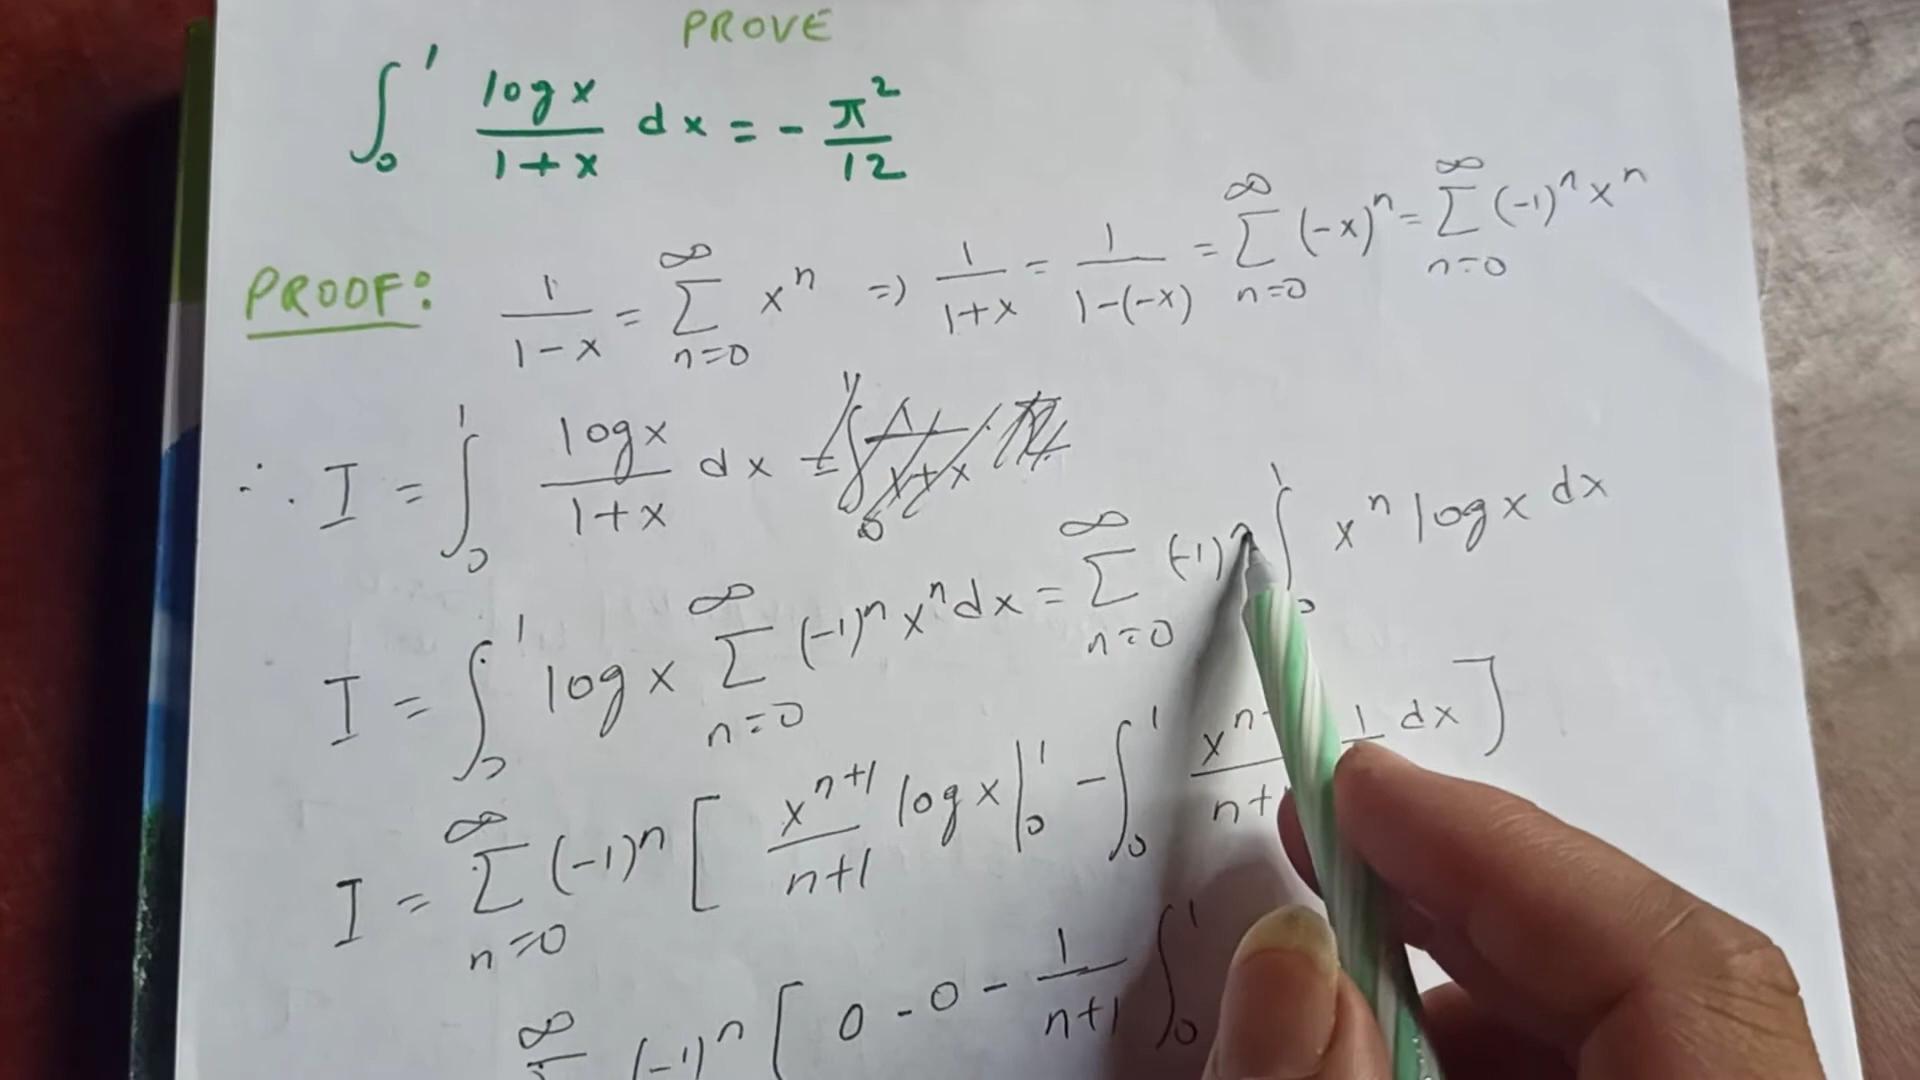 PROVE
∫₀¹ log x / 1+x dx = - π² / 12
PROOF: 1 / 1-x = ∑_{n=0}^{∞} xⁿ => 1 / 1+x = 1 / 1-(-x) = ∑_{n=0}^{∞} (-x)ⁿ = ∑_{n=0}^{∞} (-1)ⁿ xⁿ
∴ I = ∫₀¹ log x / 1+x dx
I = ∫₀¹ log x ∑_{n=0}^{∞} (-1)ⁿ xⁿ dx = ∑_{n=0}^{∞} (-1)ⁿ ∫₀¹ xⁿ log x dx
I = ∑_{n=0}^{∞} (-1)ⁿ [ x^{n+1} / n+1 log x |₀¹ - ∫₀¹ dx ]
∑^{∞} (-1)ⁿ [ 0 - 0 - 1 / n+1 ∫₀¹